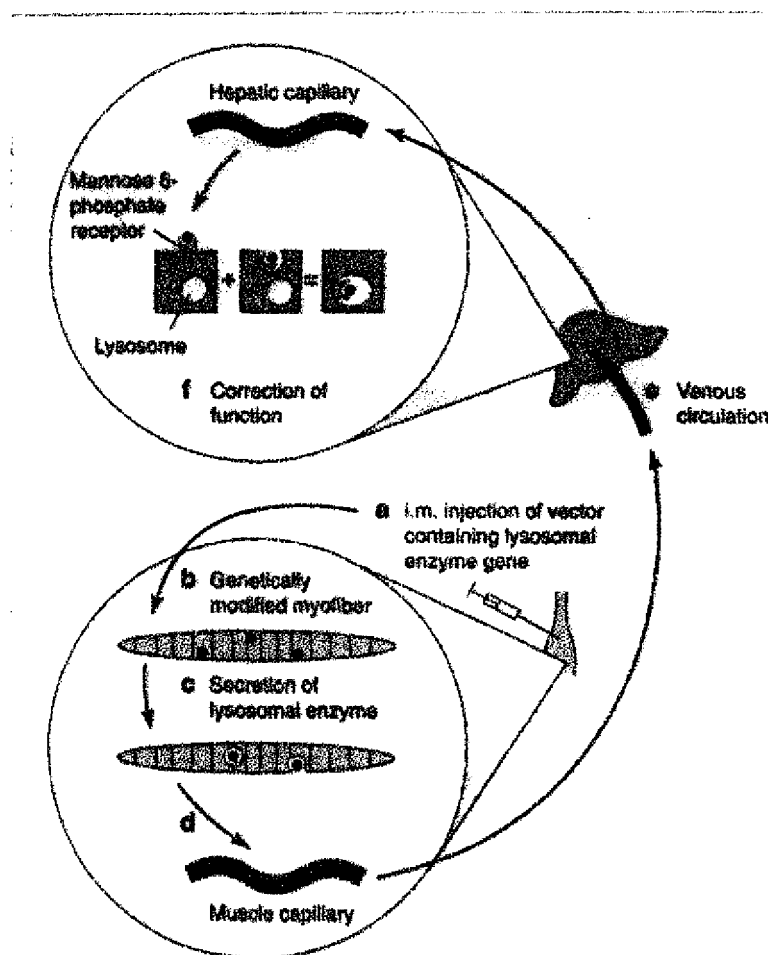 Hepatic capillary
Mannose 6-
phosphate
receptor
+
=
Lysosome
f Correction of
function
Venous
circulation
a i.m. injection of vector
containing lysosomal
enzyme gene
b Genetically
modified myofiber
c Secretion of
lysosomal enzyme
d
Muscle capillary